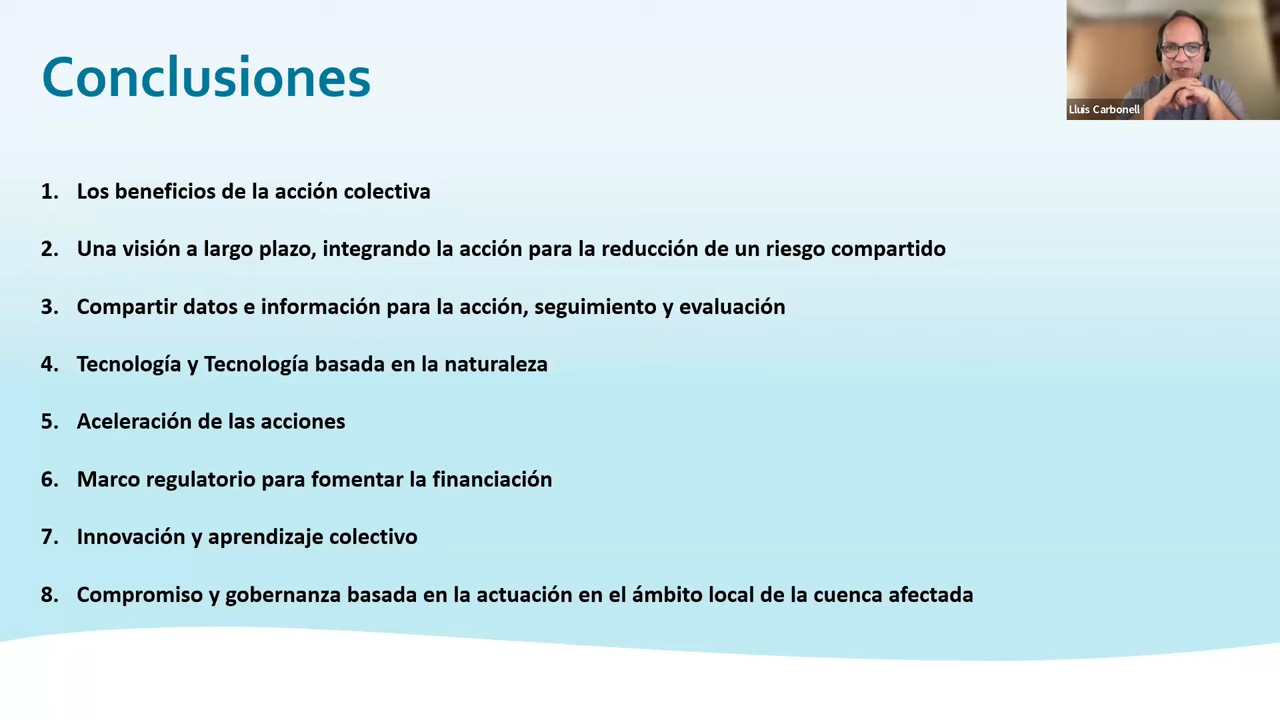 Conclusiones
Lluis Carbonell
1. Los beneficios de la acción colectiva
2. Una visión a largo plazo, integrando la acción para la reducción de un riesgo compartido
3. Compartir datos e información para la acción, seguimiento y evaluación
4. Tecnología y Tecnología basada en la naturaleza
5. Aceleración de las acciones
6. Marco regulatorio para fomentar la financiación
7. Innovación y aprendizaje colectivo
8. Compromiso y gobernanza basada en la actuación en el ámbito local de la cuenca afectada